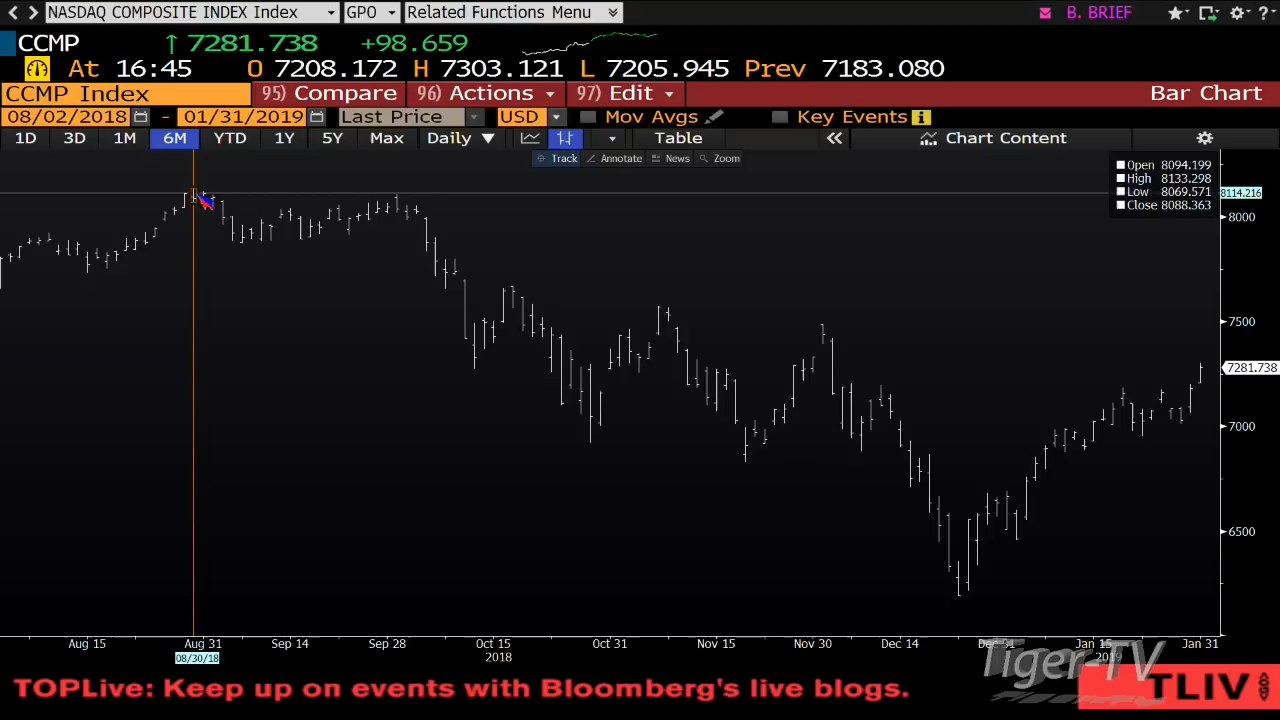 NASDAQ COMPOSITE INDEX Index GPO Related Functions Menu B. BRIEF ?
CCMP ↑ 7281.738 +98.659
At 16:45 O 7208.172 H 7303.121 L 7205.945 Prev 7183.080
CCMP Index 95) Compare 96) Actions 97) Edit Bar Chart
08/02/2018 - 01/31/2019 Last Price USD Mov Avgs Key Events i
1D 3D 1M 6M YTD 1Y 5Y Max Daily ▼ Table « Chart Content
Track Annotate News Zoom
Open 8094.199
High 8133.298
Low 8069.571
Close 8088.363
8114.216
8000
7500
7281.738
7000
6500
Aug 15 Aug 31 Sep 14 Sep 28 Oct 15 Oct 31 Nov 15 Nov 30 Dec 14 Dec 31 Jan 15 Jan 31
08/30/18 2018 2019
Tiger-TV
TOPLive: Keep up on events with Bloomberg's live blogs.
TLIV